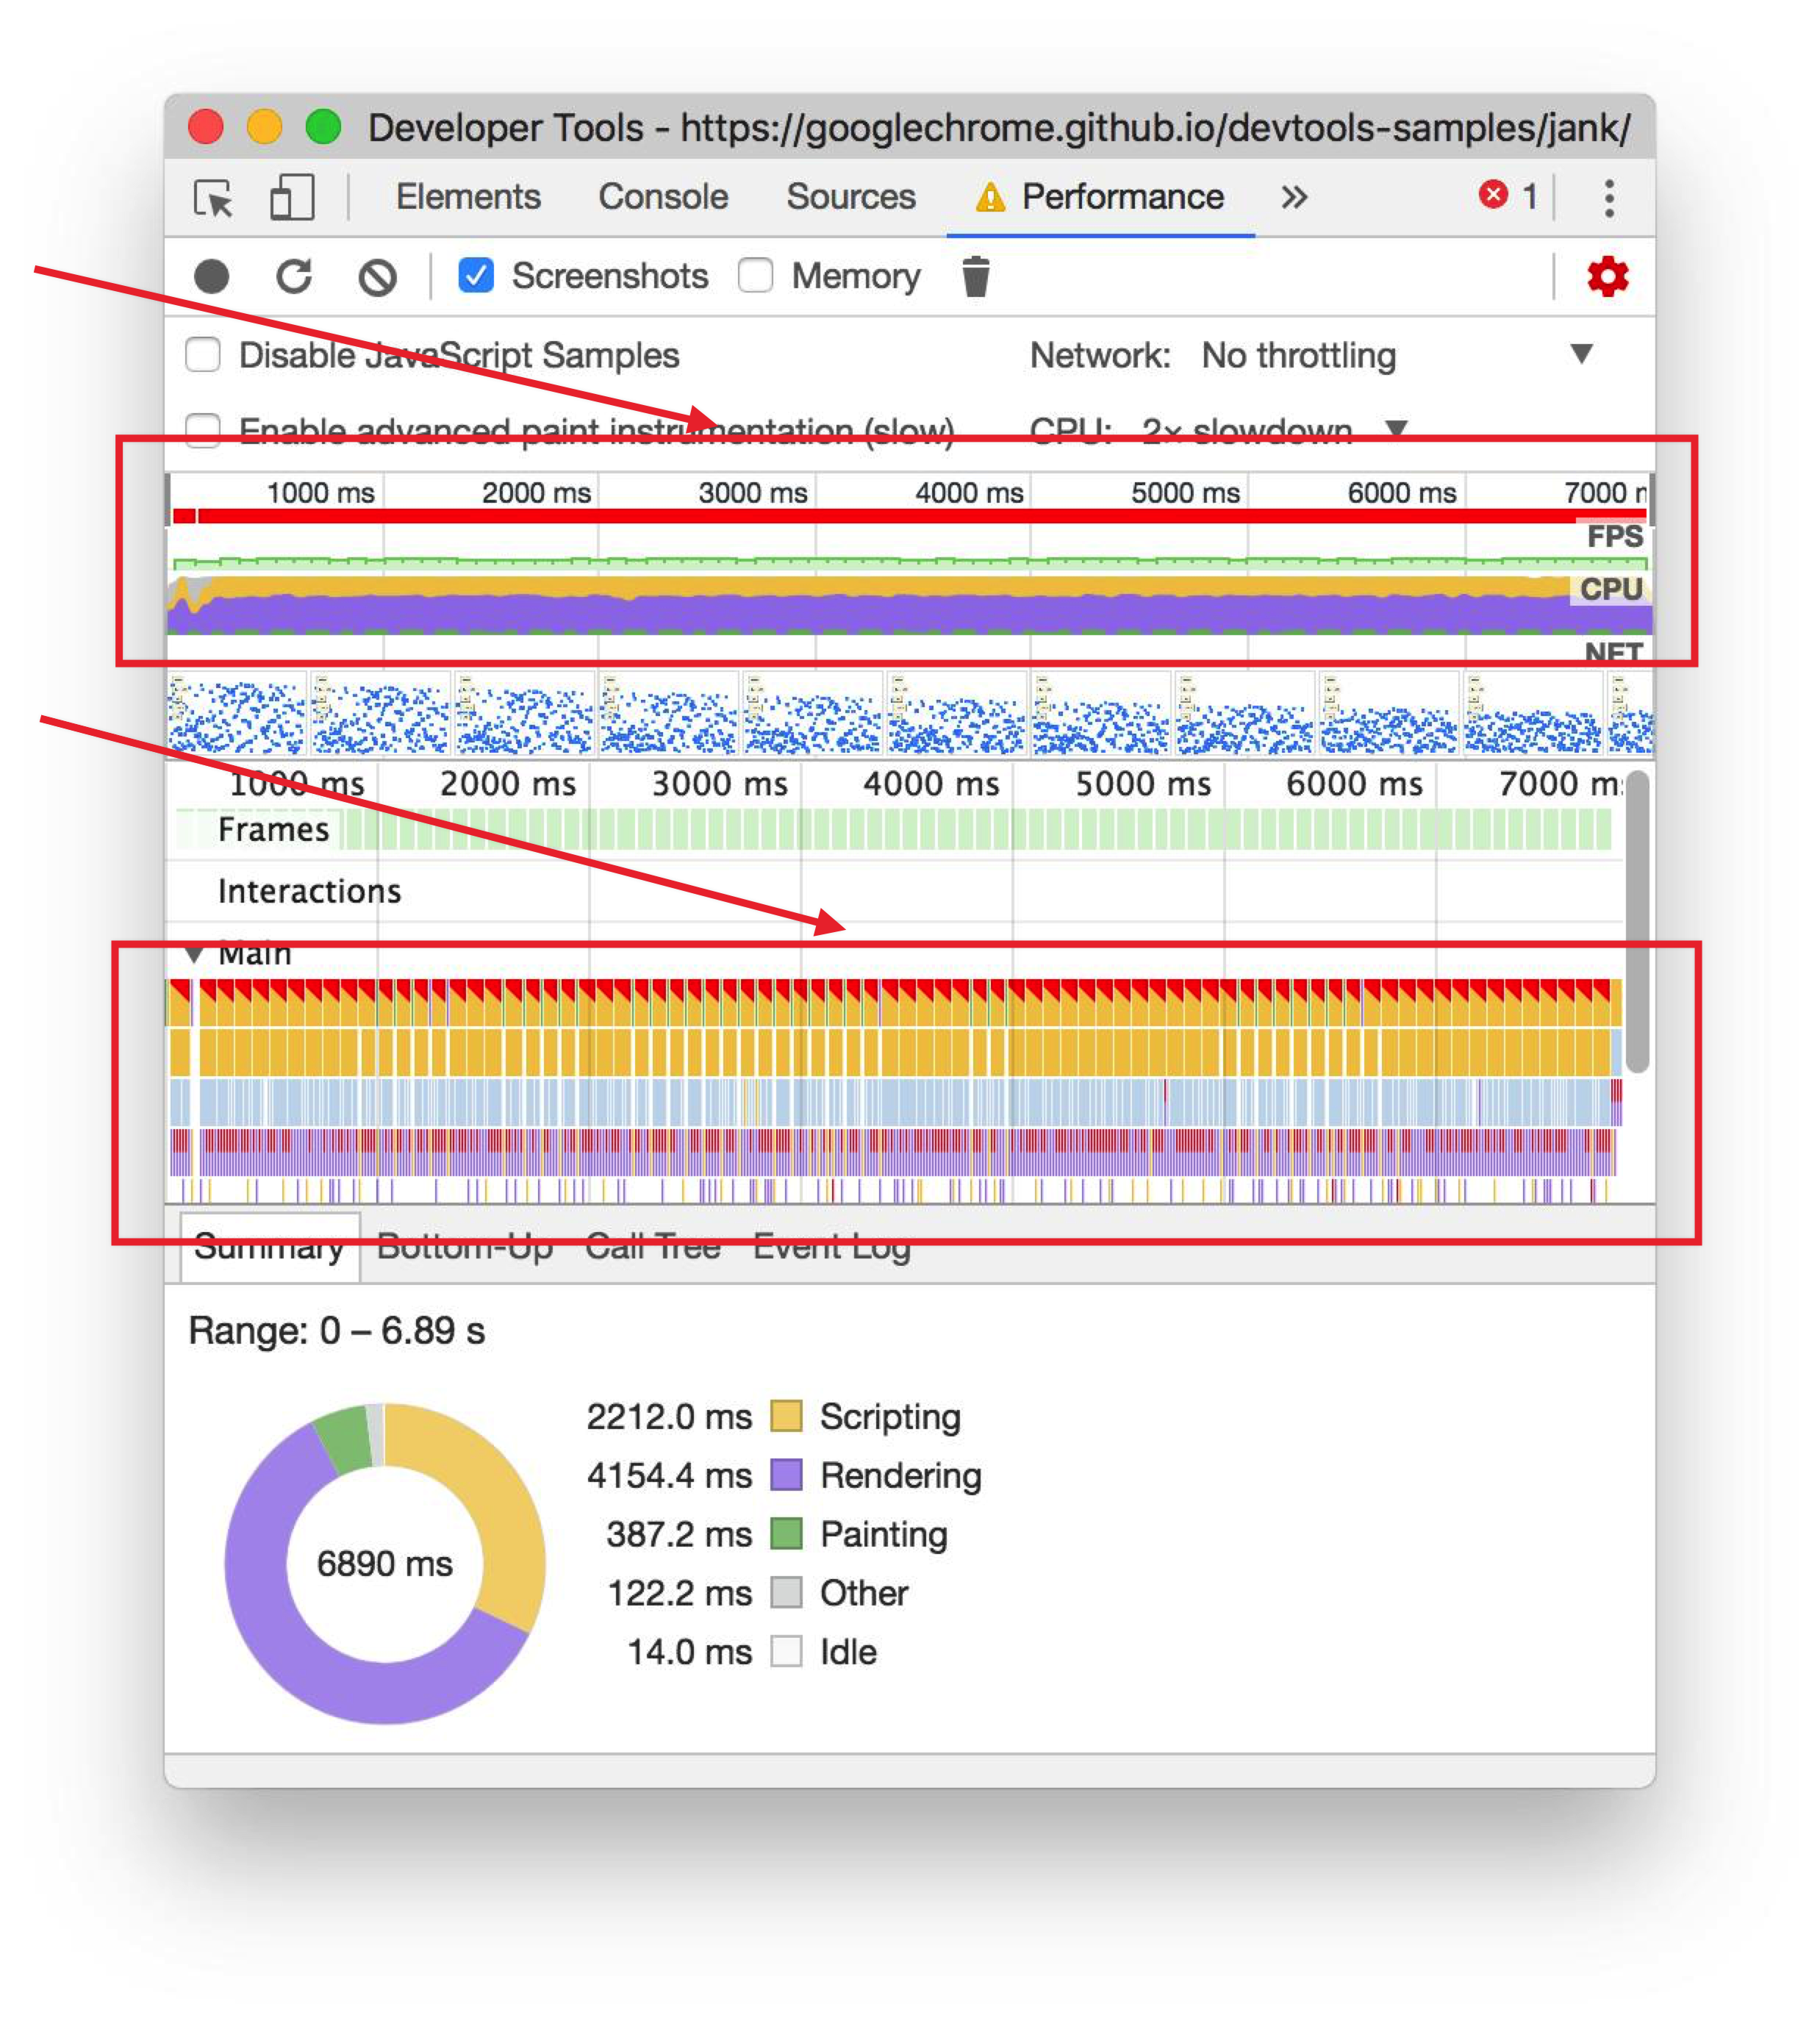 Developer Tools - https://googlechrome.github.io/devtools-samples/jank/
Elements Console Sources Performance » 1
Screenshots Memory
Disable JavaScript Samples Network: No throttling
Enable advanced paint instrumentation (slow) CPU: 2× slowdown
1000 ms 2000 ms 3000 ms 4000 ms 5000 ms 6000 ms 7000
FPS
CPU
NET
1000 ms 2000 ms 3000 ms 4000 ms 5000 ms 6000 ms 7000 m
Frames
Interactions
Main
Summary Bottom-Up Call Tree Event Log
Range: 0 – 6.89 s
2212.0 ms Scripting
4154.4 ms Rendering
6890 ms
387.2 ms Painting
122.2 ms Other
14.0 ms Idle